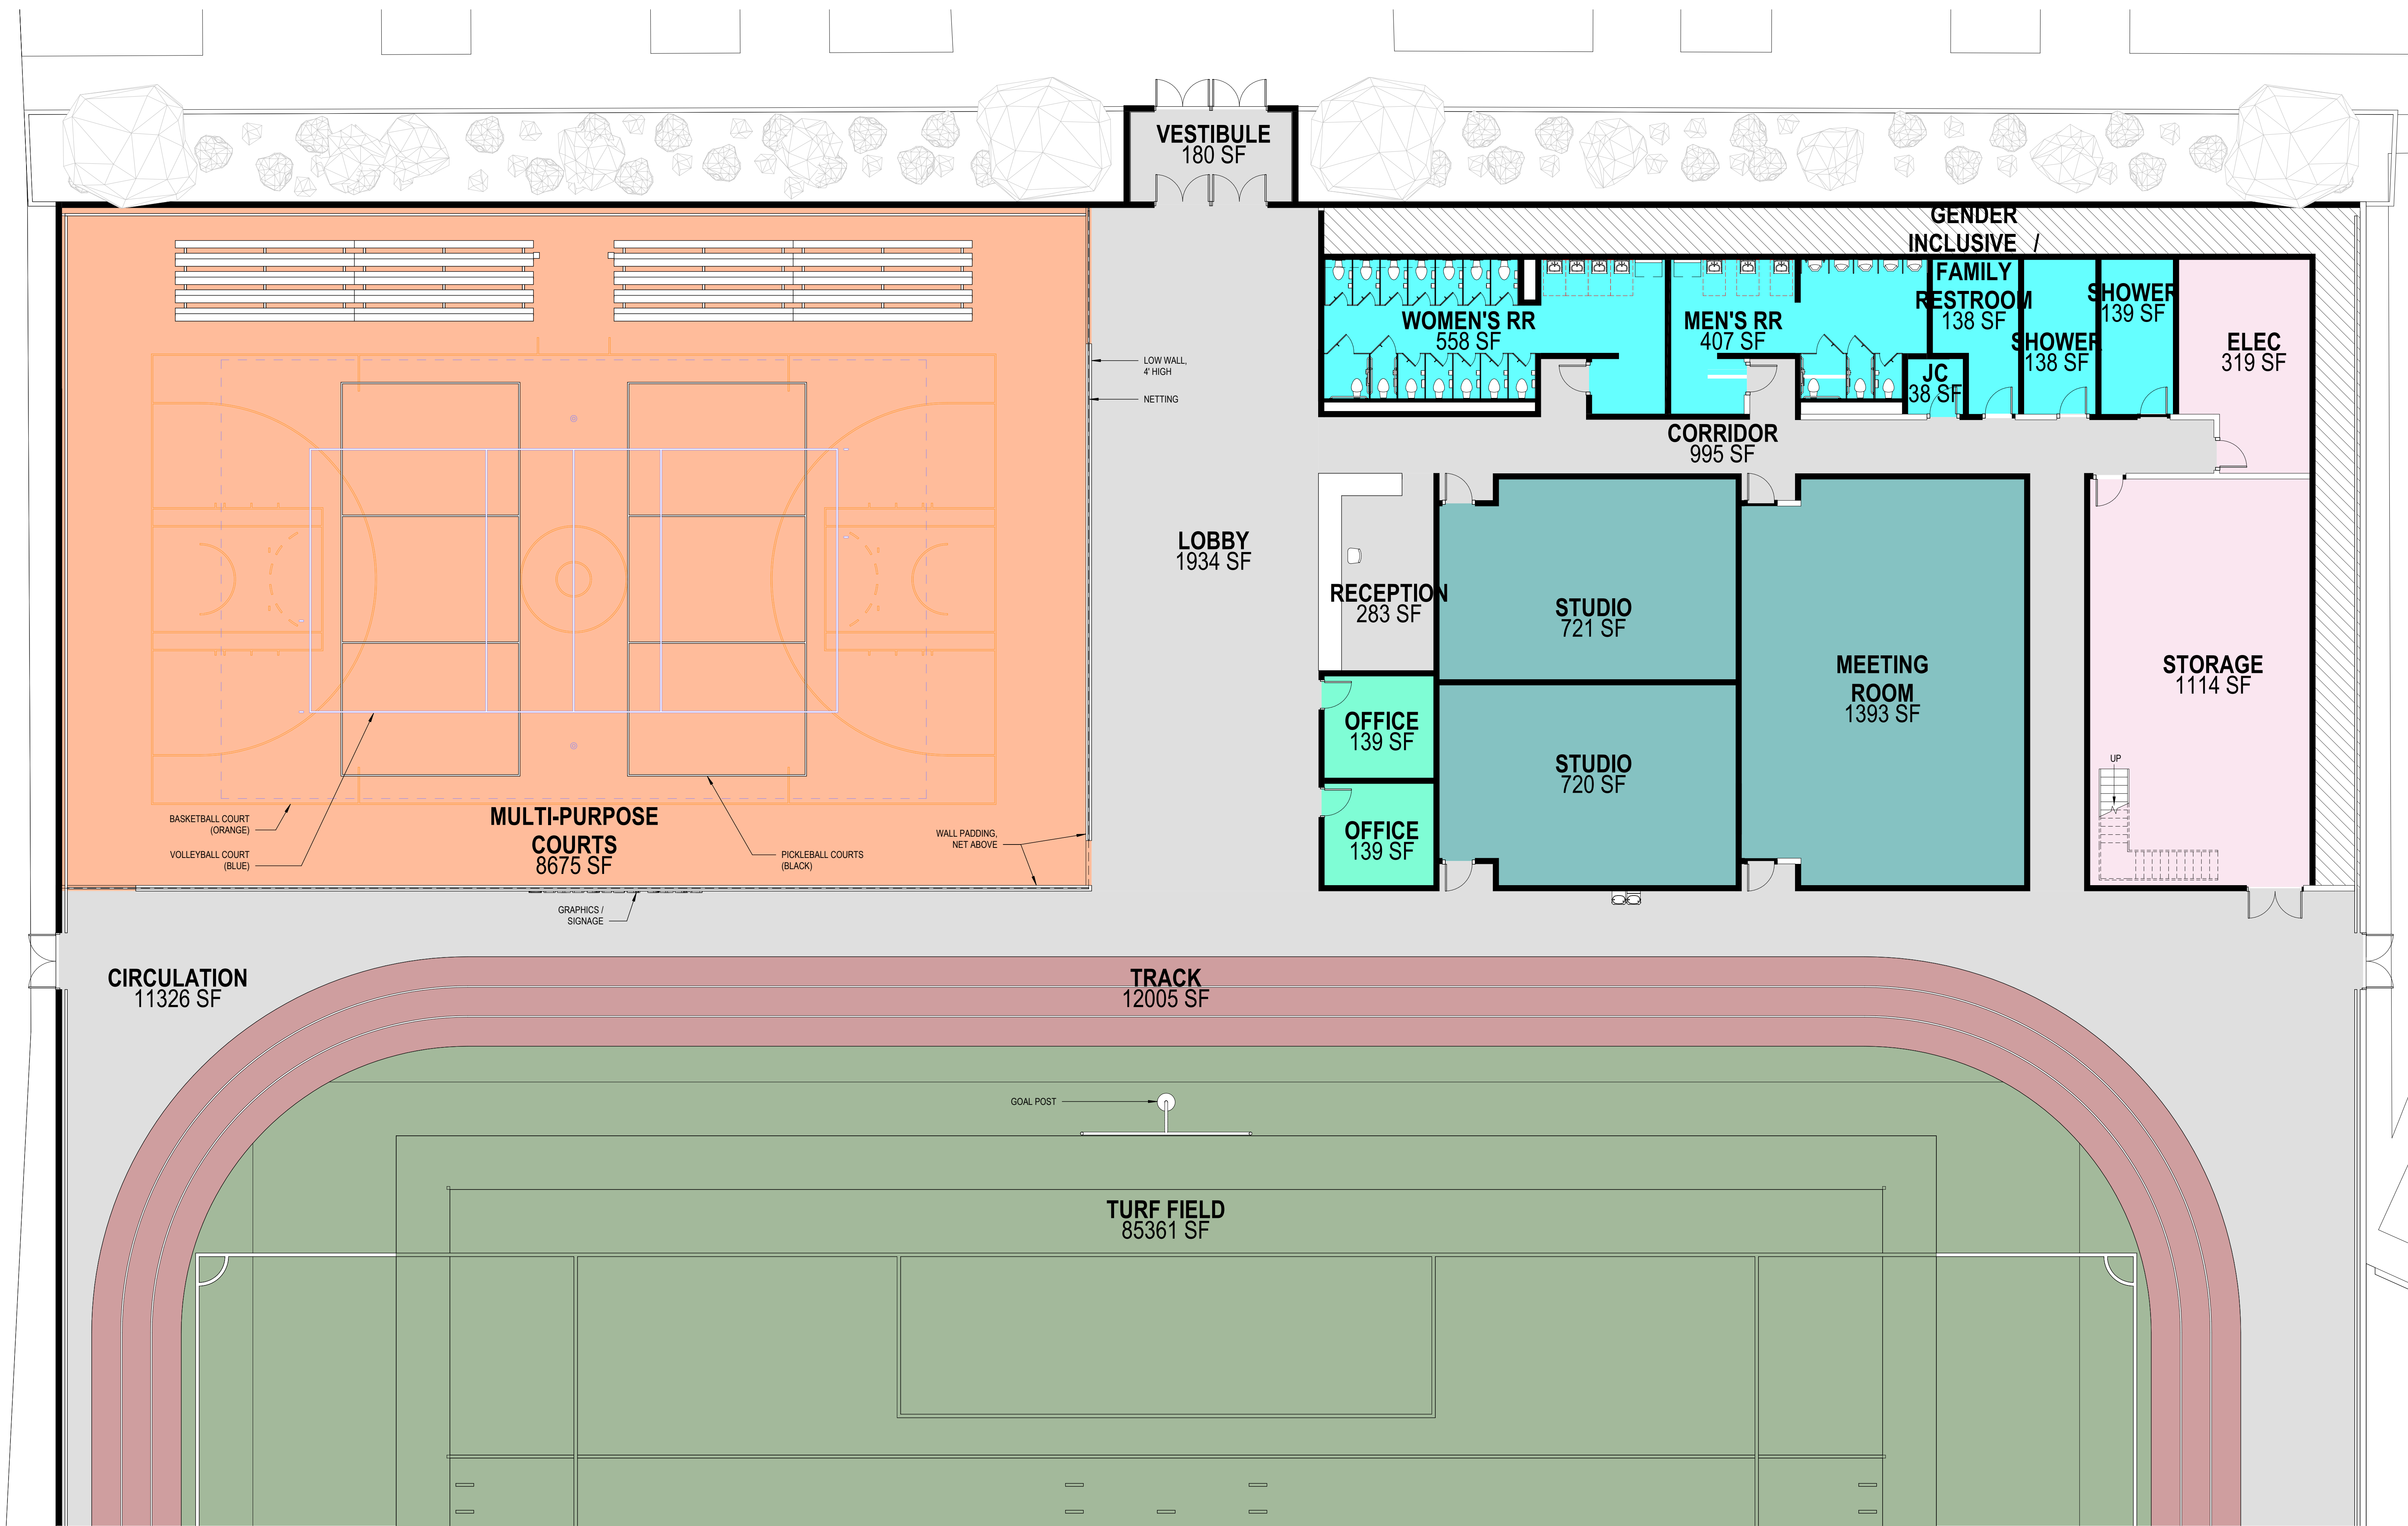 VESTIBULE
180 SF
GENDER
INCLUSIVE /
FAMILY
RESTROOM
138 SF
SHOWER
139 SF
WOMEN'S RR
558 SF
MEN'S RR
407 SF
SHOWER
138 SF
ELEC
319 SF
JC
38 SF
LOW WALL,
4' HIGH
NETTING
CORRIDOR
995 SF
LOBBY
1934 SF
RECEPTION
283 SF
STUDIO
721 SF
MEETING
ROOM
1393 SF
STORAGE
1114 SF
OFFICE
139 SF
STUDIO
720 SF
UP
OFFICE
139 SF
BASKETBALL COURT
(ORANGE)
VOLLEYBALL COURT
(BLUE)
MULTI-PURPOSE
COURTS
8675 SF
PICKLEBALL COURTS
(BLACK)
WALL PADDING,
NET ABOVE
GRAPHICS /
SIGNAGE
CIRCULATION
11326 SF
TRACK
12005 SF
GOAL POST
TURF FIELD
85361 SF